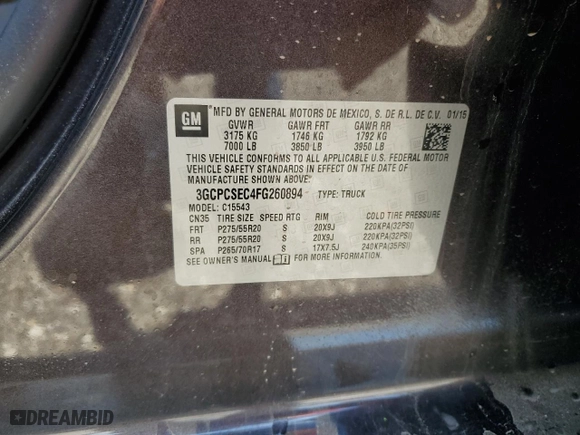 GM
MFD BY GENERAL MOTORS DE MEXICO, S. DE R.L. DE C.V. 01/15
GVWR GAWR FRT GAWR RR
3175 KG 1746 KG 1792 KG
7000 LB 3850 LB 3950 LB
THIS VEHICLE CONFORMS TO ALL APPLICABLE U.S. FEDERAL MOTOR
VEHICLE SAFETY STANDARDS IN EFFECT ON THE DATE OF
MANUFACTURE SHOWN ABOVE.
3GCPCSEC4FG260894 TYPE: TRUCK
MODEL: C15543
CN35 TIRE SIZE SPEED RTG RIM COLD TIRE PRESSURE
FRT P275/55R20 S 20X9J 220KPA(32PSI)
RR P275/55R20 S 20X9J 220KPA(32PSI)
SPA P265/70R17 S 17X7.5J 240KPA(35PSI)
SEE OWNER'S MANUAL i FOR MORE INFORMATION.
DREAMBID